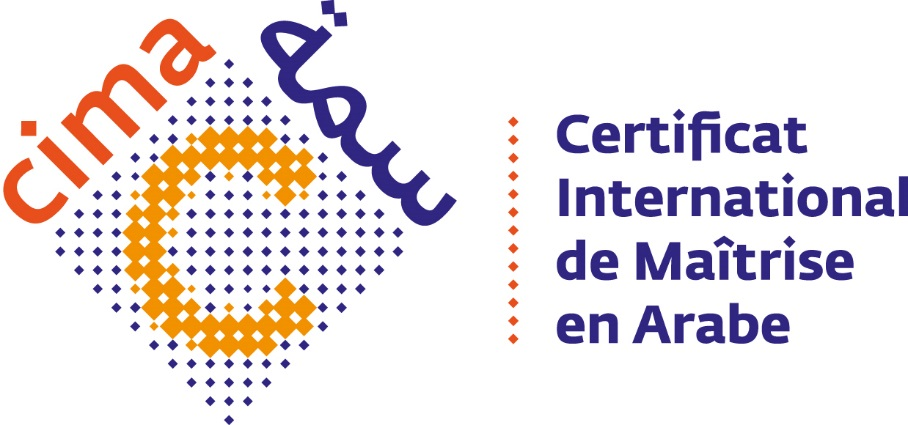 cima
سمة
Certificat
International
de Maîtrise
en Arabe